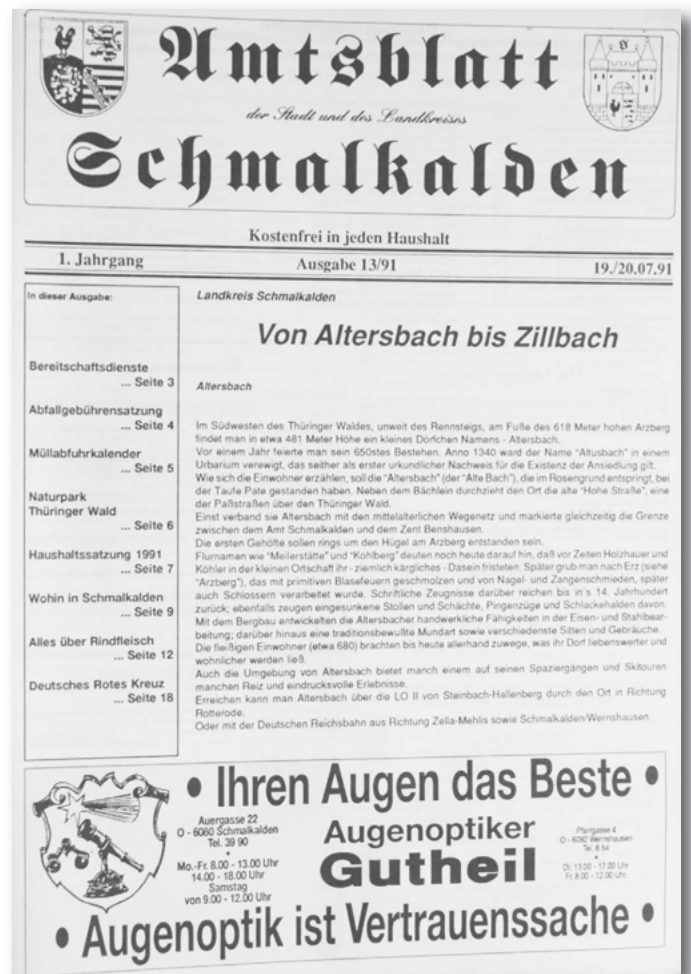 Amtsblatt
der Stadt und des Landkreises
Schmalkalden
Kostenfrei in jeden Haushalt
1. Jahrgang
Ausgabe 13/91
19./20.07.91
In dieser Ausgabe:
Bereitschaftsdienste
... Seite 3
Abfallgebührensatzung
... Seite 4
Müllabfuhrkalender
... Seite 5
Naturpark
Thüringer Wald
... Seite 6
Haushaltssatzung 1991
... Seite 7
Wohin in Schmalkalden
... Seite 9
Alles über Rindfleisch
... Seite 12
Deutsches Rotes Kreuz
... Seite 18
Landkreis Schmalkalden
Von Altersbach bis Zillbach
Altersbach
Im Südwesten des Thüringer Waldes, unweit des Rennsteigs, am Fuße des 618 Meter hohen Arzberg
findet man in etwa 481 Meter Höhe ein kleines Dörfchen Namens - Altersbach.
Vor einem Jahr feierte man sein 650stes Bestehen. Anno 1340 ward der Name "Altusbach" in einem
Urbarium verewigt, das seither als erster urkundlicher Nachweis für die Existenz der Ansiedlung gilt.
Wie sich die Einwohner erzählen, soll die "Altersbach" (der "Alte Bach"), die im Rosengrund entspringt, bei
der Taufe Pate gestanden haben. Neben dem Bächlein durchzieht den Ort die alte "Hohe Straße", eine
der Paßstraßen über den Thüringer Wald.
Einst verband sie Altersbach mit den mittelalterlichen Wegenetz und markierte gleichzeitig die Grenze
zwischen dem Amt Schmalkalden und dem Zent Benshausen.
Die ersten Gehöfte sollen rings um den Hügel am Arzberg entstanden sein.
Flurnamen wie "Meilerstätte" und "Kohlberg" deuten noch heute darauf hin, daß vor Zeiten Holzhauer und
Köhler in der kleinen Ortschaft ihr - ziemlich kärgliches - Dasein fristeten. Später grub man nach Erz (siehe
"Arzberg"), das mit primitiven Blasefeuern geschmolzen und von Nagel- und Zangenschmieden, später
auch Schlossern verarbeitet wurde. Schriftliche Zeugnisse darüber reichen bis in's 14. Jahrhundert
zurück; ebenfalls zeugen eingesunkene Stollen und Schächte, Pingenzüge und Schlackehalden davon.
Mit dem Bergbau entwickelten die Altersbacher handwerkliche Fähigkeiten in der Eisen- und Stahlbear-
beitung; darüber hinaus eine traditionsbewußte Mundart sowie verschiedenste Sitten und Gebräuche.
Die fleißigen Einwohner (etwa 680) brachten bis heute allerhand zuwege, was ihr Dorf liebenswerter und
wohnlicher werden ließ.
Auch die Umgebung von Altersbach bietet manch einem auf seinen Spaziergängen und Skitouren
manchen Reiz und eindrucksvolle Erlebnisse.
Erreichen kann man Altersbach über die LO II von Steinbach-Hallenberg durch den Ort in Richtung
Rotterode.
Oder mit der Deutschen Reichsbahn aus Richtung Zella-Mehlis sowie Schmalkalden/Wernshausen.
• Ihren Augen das Beste •
Auergasse 22
O - 6080 Schmalkalden
Tel. 39 90
•
Mo.-Fr. 8.00 - 13.00 Uhr
14.00 - 18.00 Uhr
Samstag
von 9.00 - 12.00 Uhr
Augenoptiker
Gutheil
Pfarrgasse 4
O - 6092 Wernshausen
Tel. 8 54
•
Di. 13.00 - 17.00 Uhr
Fr. 8.00 - 12.00 Uhr
• Augenoptik ist Vertrauenssache •